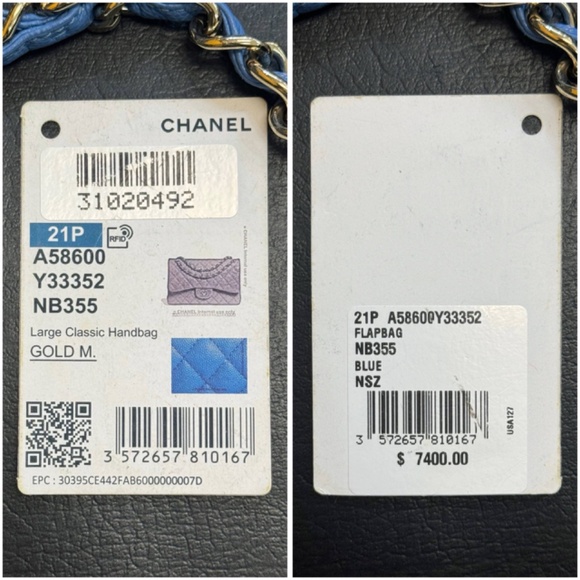 CHANEL
31020492
21P RFID
A58600
Y33352
NB355
Large Classic Handbag
GOLD M.
3 572657 810167
EPC : 30395CE442FAB6000000007D
21P A58600Y33352
FLAPBAG
NB355
BLUE
NSZ
3 572657 810167
USA127
$ 7400.00